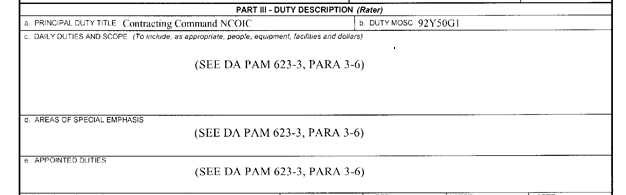 PART III - DUTY DESCRIPTION (Rater)
a. PRINCIPAL DUTY TITLE Contracting Command NCOIC
b. DUTY MOSC 92Y50G1
c. DAILY DUTIES AND SCOPE (To include, as appropriate, people, equipment, facilities and dollars)
(SEE DA PAM 623-3, PARA 3-6)
d. AREAS OF SPECIAL EMPHASIS
(SEE DA PAM 623-3, PARA 3-6)
e. APPOINTED DUTIES
(SEE DA PAM 623-3, PARA 3-6)